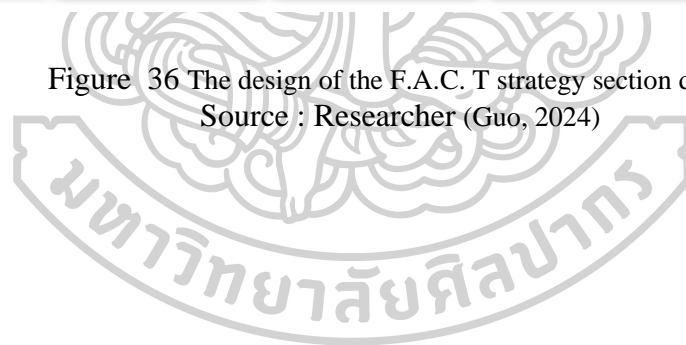 Figure 36 The design of the F.A.C. T strategy section
Source : Researcher (Guo, 2024)
มหาวิทยาลัยศิลปากร